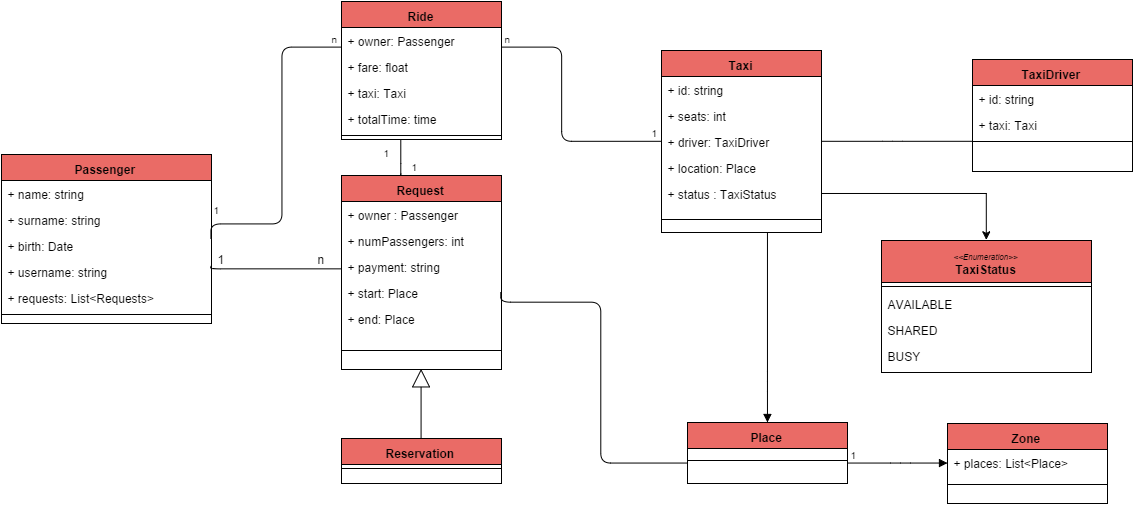 Ride
+ owner: Passenger
+ fare: float
+ taxi: Taxi
+ totalTime: time
n
n
Taxi
+ id: string
+ seats: int
+ driver: TaxiDriver
+ location: Place
+ status : TaxiStatus
1
TaxiDriver
+ id: string
+ taxi: Taxi
1
1
Passenger
+ name: string
+ surname: string
+ birth: Date
+ username: string
+ requests: List<Requests>
1
1
n
Request
+ owner : Passenger
+ numPassengers: int
+ payment: string
+ start: Place
+ end: Place
<<Enumeration>>
TaxiStatus
AVAILABLE
SHARED
BUSY
Reservation
Place
1
Zone
+ places: List<Place>